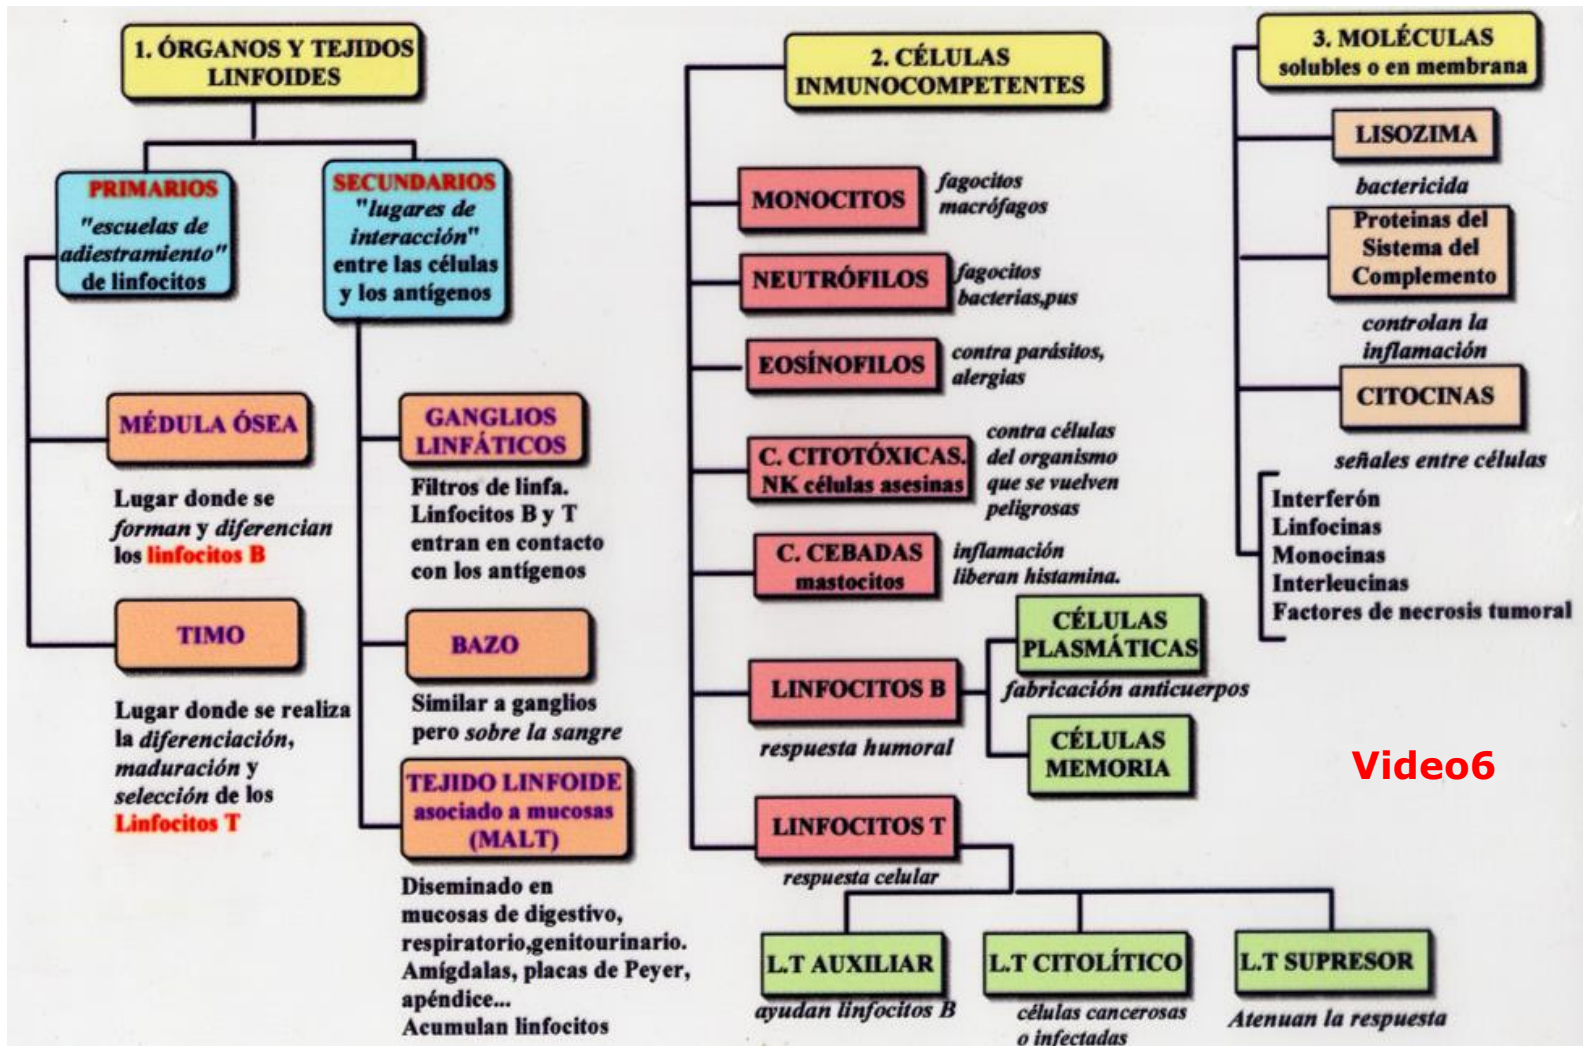 1. ÓRGANOS Y TEJIDOS
LINFOIDES
PRIMARIOS
"escuelas de
adiestramiento"
de linfocitos
MÉDULA ÓSEA
Lugar donde se
forman y diferencian
los linfocitos B
TIMO
Lugar donde se realiza
la diferenciación,
maduración y
selección de los
Linfocitos T
SECUNDARIOS
"lugares de
interacción"
entre las células
y los antígenos
GANGLIOS
LINFÁTICOS
Filtros de linfa.
Linfocitos B y T
entran en contacto
con los antígenos
BAZO
Similar a ganglios
pero sobre la sangre
TEJIDO LINFOIDE
asociado a mucosas
(MALT)
Diseminado en
mucosas de digestivo,
respiratorio,genitourinario.
Amígdalas, placas de Peyer,
apéndice...
Acumulan linfocitos
2. CÉLULAS
INMUNOCOMPETENTES
MONOCITOS
fagocitos
macrófagos
NEUTRÓFILOS
fagocitos
bacterias,pus
EOSÍNOFILOS
contra parásitos,
alergias
C. CITOTÓXICAS.
NK células asesinas
contra células
del organismo
que se vuelven
peligrosas
C. CEBADAS
mastocitos
inflamación
liberan histamina.
LINFOCITOS B
respuesta humoral
CÉLULAS
PLASMÁTICAS
fabricación anticuerpos
CÉLULAS
MEMORIA
LINFOCITOS T
respuesta celular
L.T AUXILIAR
ayudan linfocitos B
L.T CITOLÍTICO
células cancerosas
o infectadas
L.T SUPRESOR
Atenuan la respuesta
3. MOLÉCULAS
solubles o en membrana
LISOZIMA
bactericida
Proteinas del
Sistema del
Complemento
controlan la
inflamación
CITOCINAS
señales entre células
Interferón
Linfocinas
Monocinas
Interleucinas
Factores de necrosis tumoral
Video6